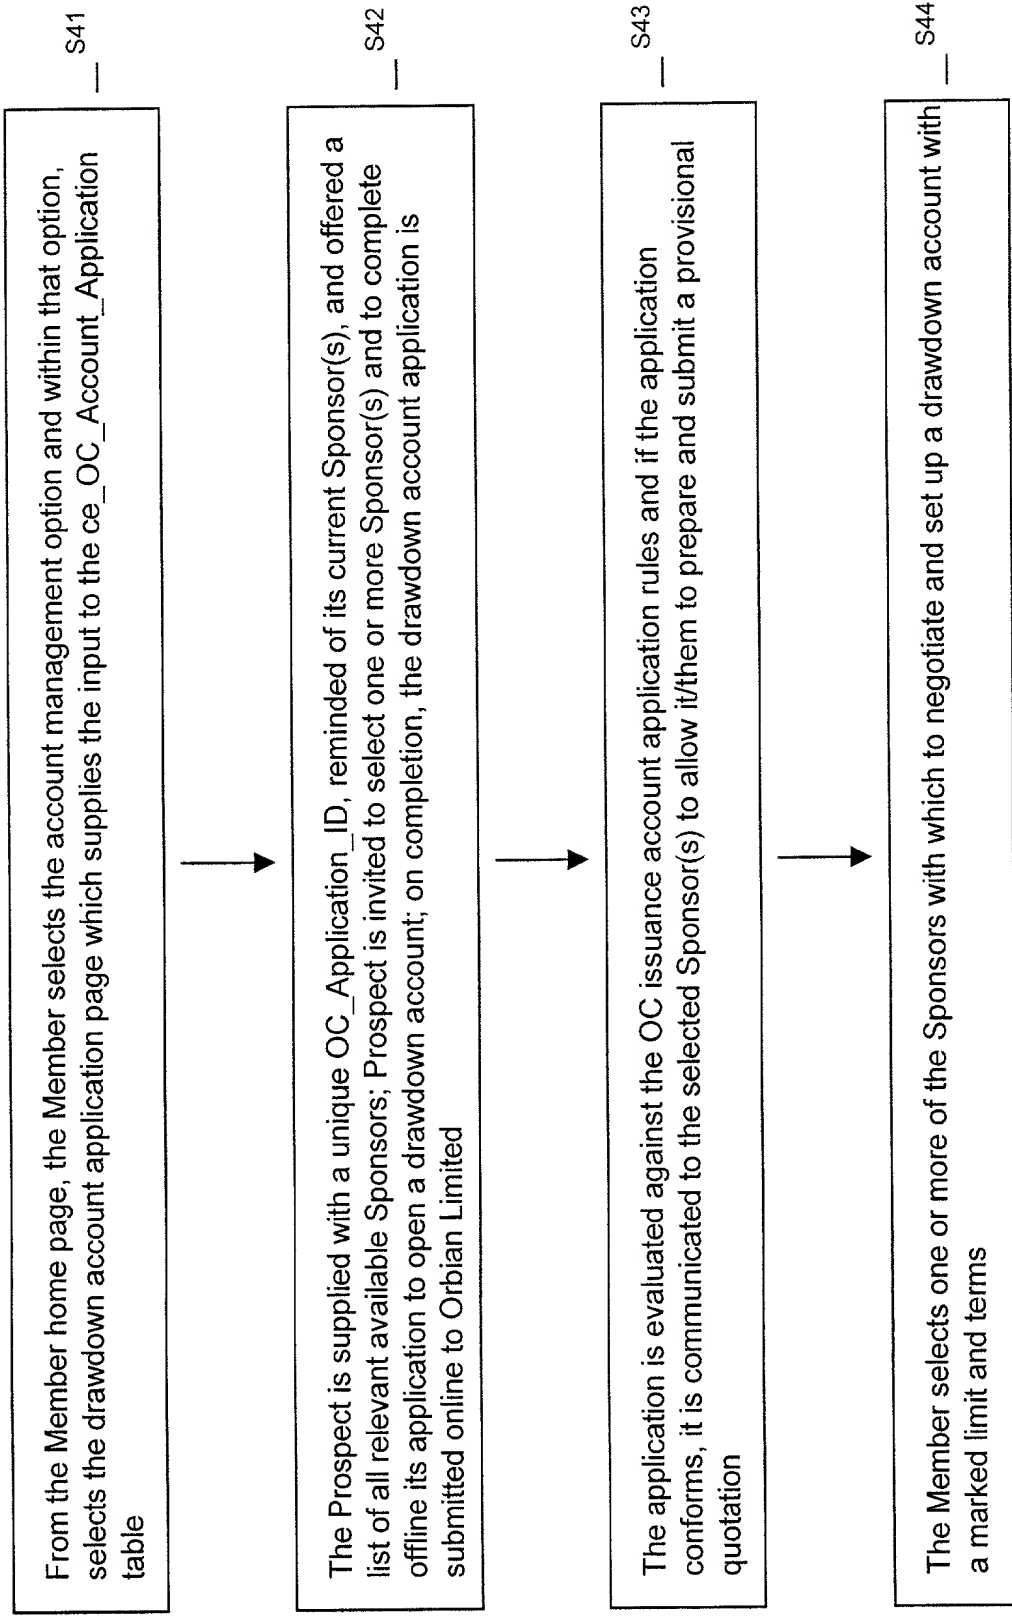 From the Member home page, the Member selects the account management option and within that option,
selects the drawdown account application page which supplies the input to the ce_OC_Account_Application
table
S41
The Prospect is supplied with a unique OC_Application_ID, reminded of its current Sponsor(s), and offered a
list of all relevant available Sponsors; Prospect is invited to select one or more Sponsor(s) and to complete
offline its application to open a drawdown account; on completion, the drawdown account application is
submitted online to Orbian Limited
S42
The application is evaluated against the OC issuance account application rules and if the application
conforms, it is communicated to the selected Sponsor(s) to allow it/them to prepare and submit a provisional
quotation
S43
The Member selects one or more of the Sponsors with which to negotiate and set up a drawdown account with
a marked limit and terms
S44